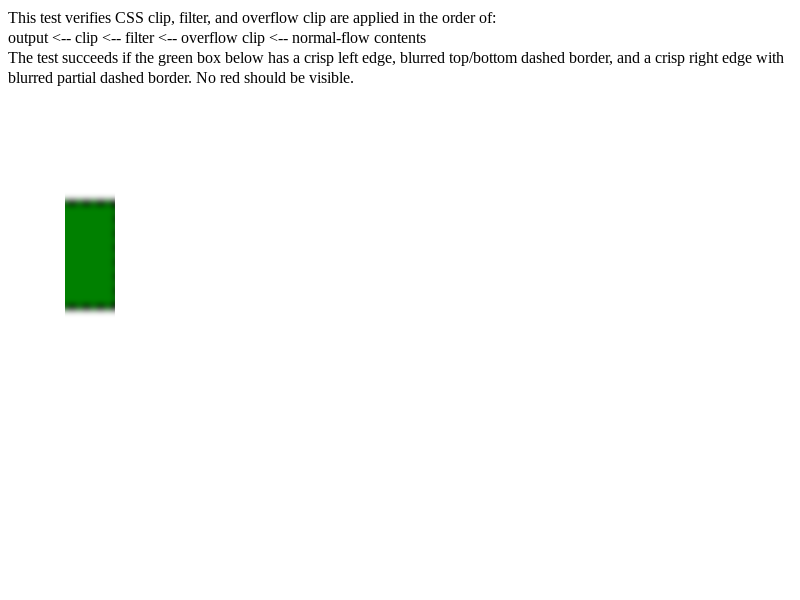 This test verifies CSS clip, filter, and overflow clip are applied in the order of:
output <-- clip <-- filter <-- overflow clip <-- normal-flow contents
The test succeeds if the green box below has a crisp left edge, blurred top/bottom dashed border, and a crisp right edge with
blurred partial dashed border. No red should be visible.